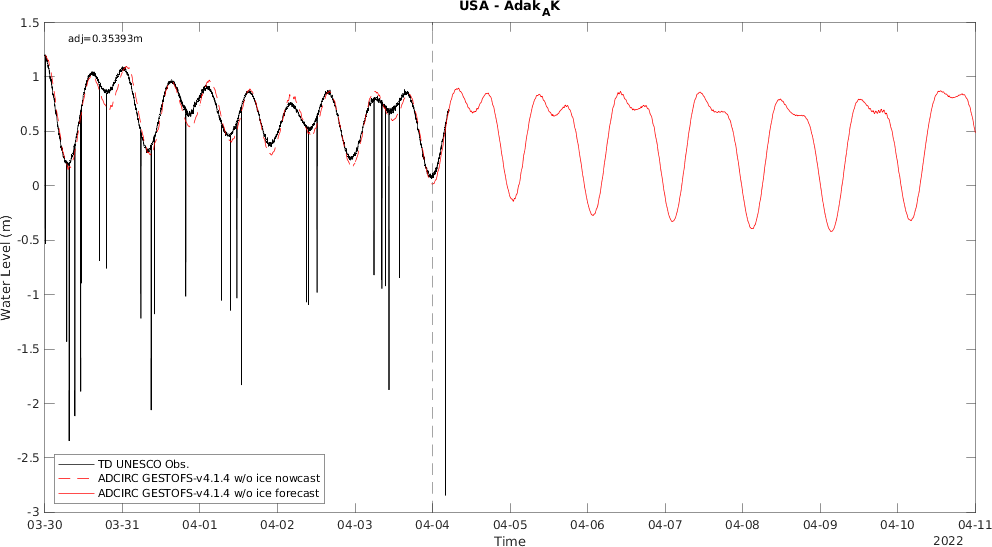 USA - Adak AK
adj=0.35393m
1.5
1
0.5
0
-0.5
-1
-1.5
-2
-2.5
-3
Water Level (m)
TD UNESCO Obs.
ADCIRC GESTOFS-v4.1.4 w/o ice nowcast
ADCIRC GESTOFS-v4.1.4 w/o ice forecast
03-30 03-31 04-01 04-02 04-03 04-04 04-05 04-06 04-07 04-08 04-09 04-10 04-11
Time
2022